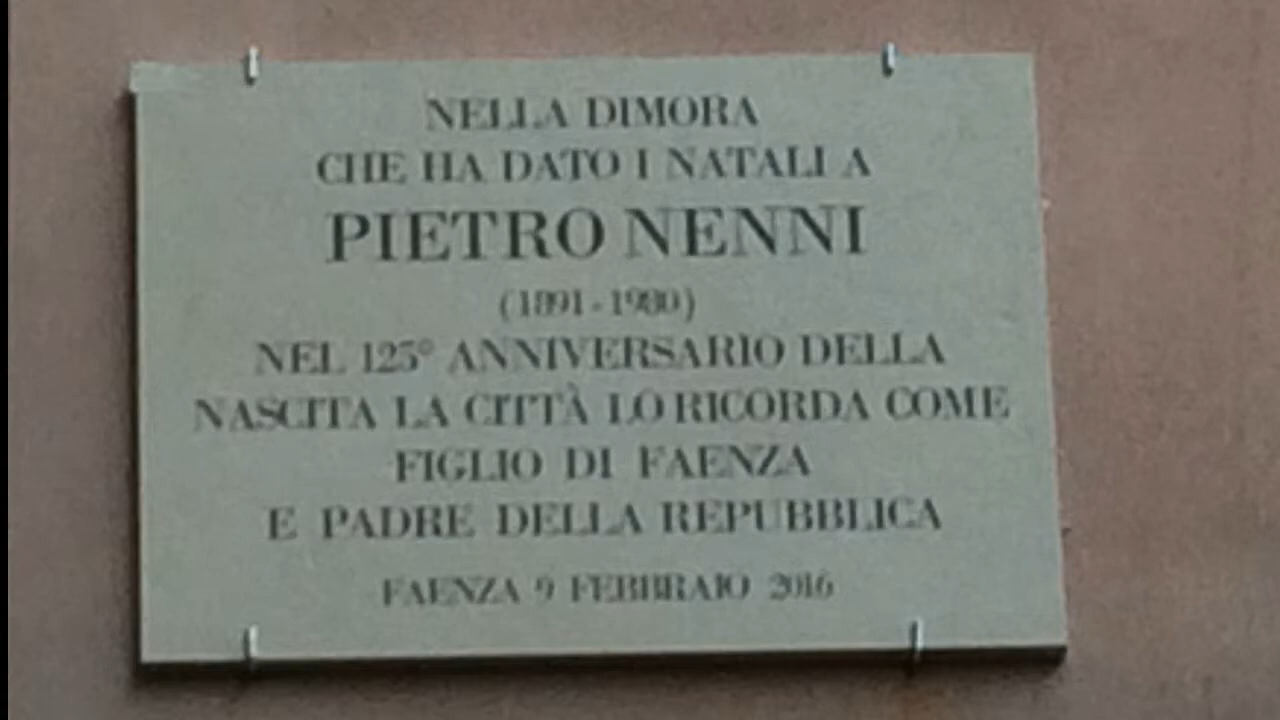 NELLA DIMORA
CHE HA DATO I NATALI A
PIETRO NENNI
(1891-1980)
NEL 125° ANNIVERSARIO DELLA
NASCITA LA CITTÀ LO RICORDA COME
FIGLIO DI FAENZA
E PADRE DELLA REPUBBLICA
FAENZA 9 FEBBRAIO 2016